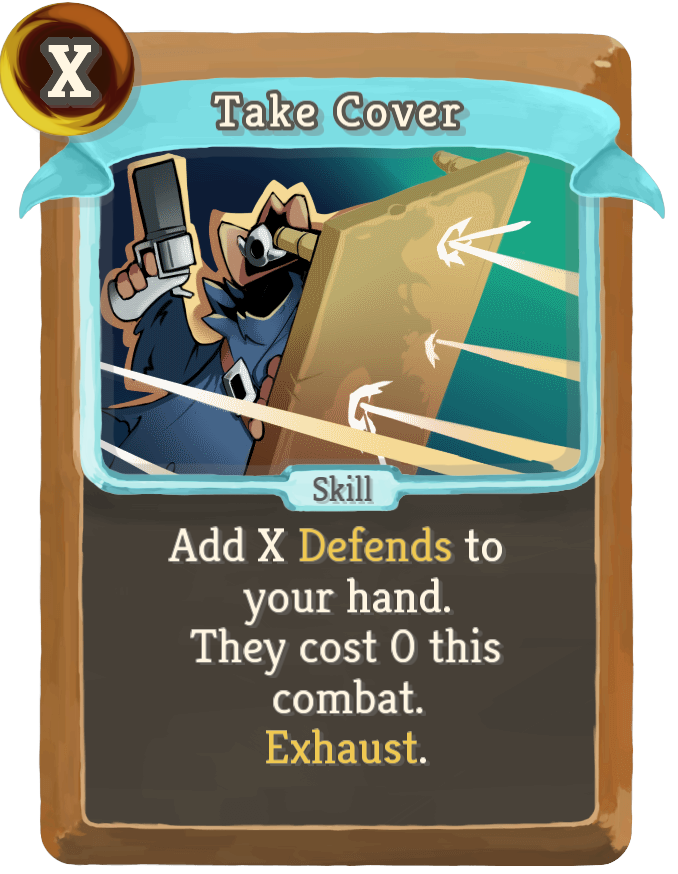 X
Take Cover
Skill
Add X Defends to
your hand.
They cost 0 this
combat.
Exhaust.